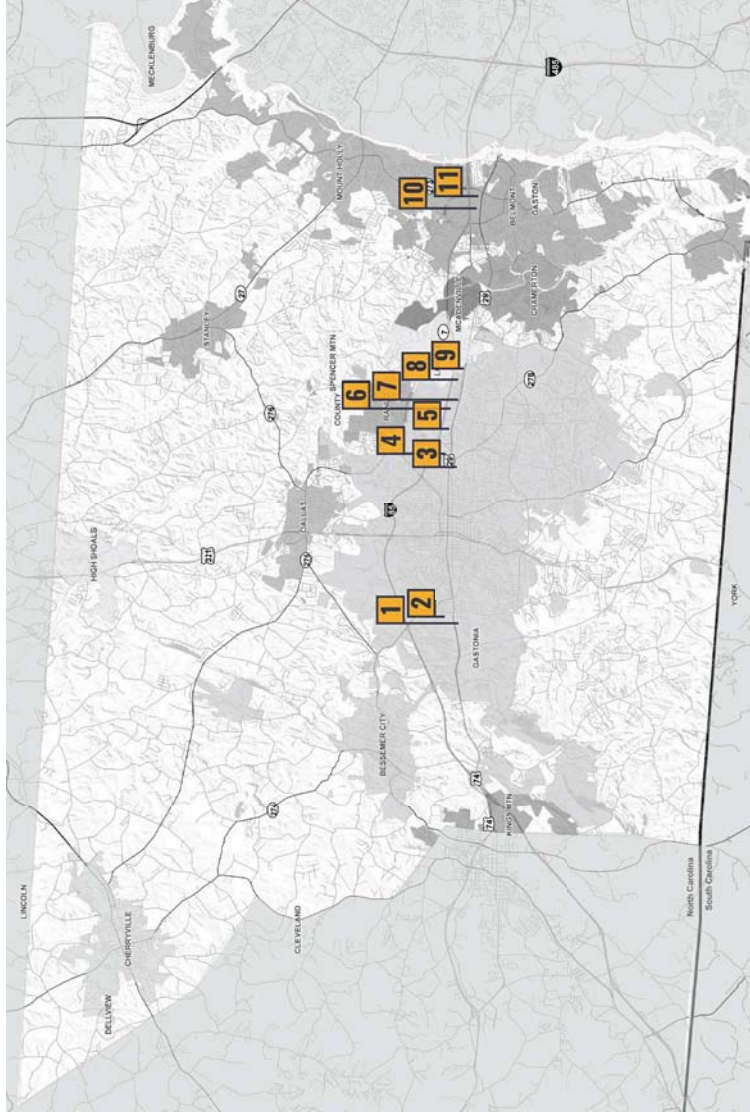 LINCOLN
HIGH SHOALS
DELLVIEW
CHERRYVILLE
MECKLENBURG
321
STANLEY
27
274
275
CLEVELAND
DALLAS
SPENCER MTN
COUNTY
MOUNT HOLLY
6
BESSEMER CITY
1
85
4
7
10
2
3
5
8
273
9
11
7
29
MCADENVILLE
GASTONIA
74
29
74
KINGS MTN
BELMONT
279
CRAMERTON
GASTON
485
North Carolina
South Carolina
YORK